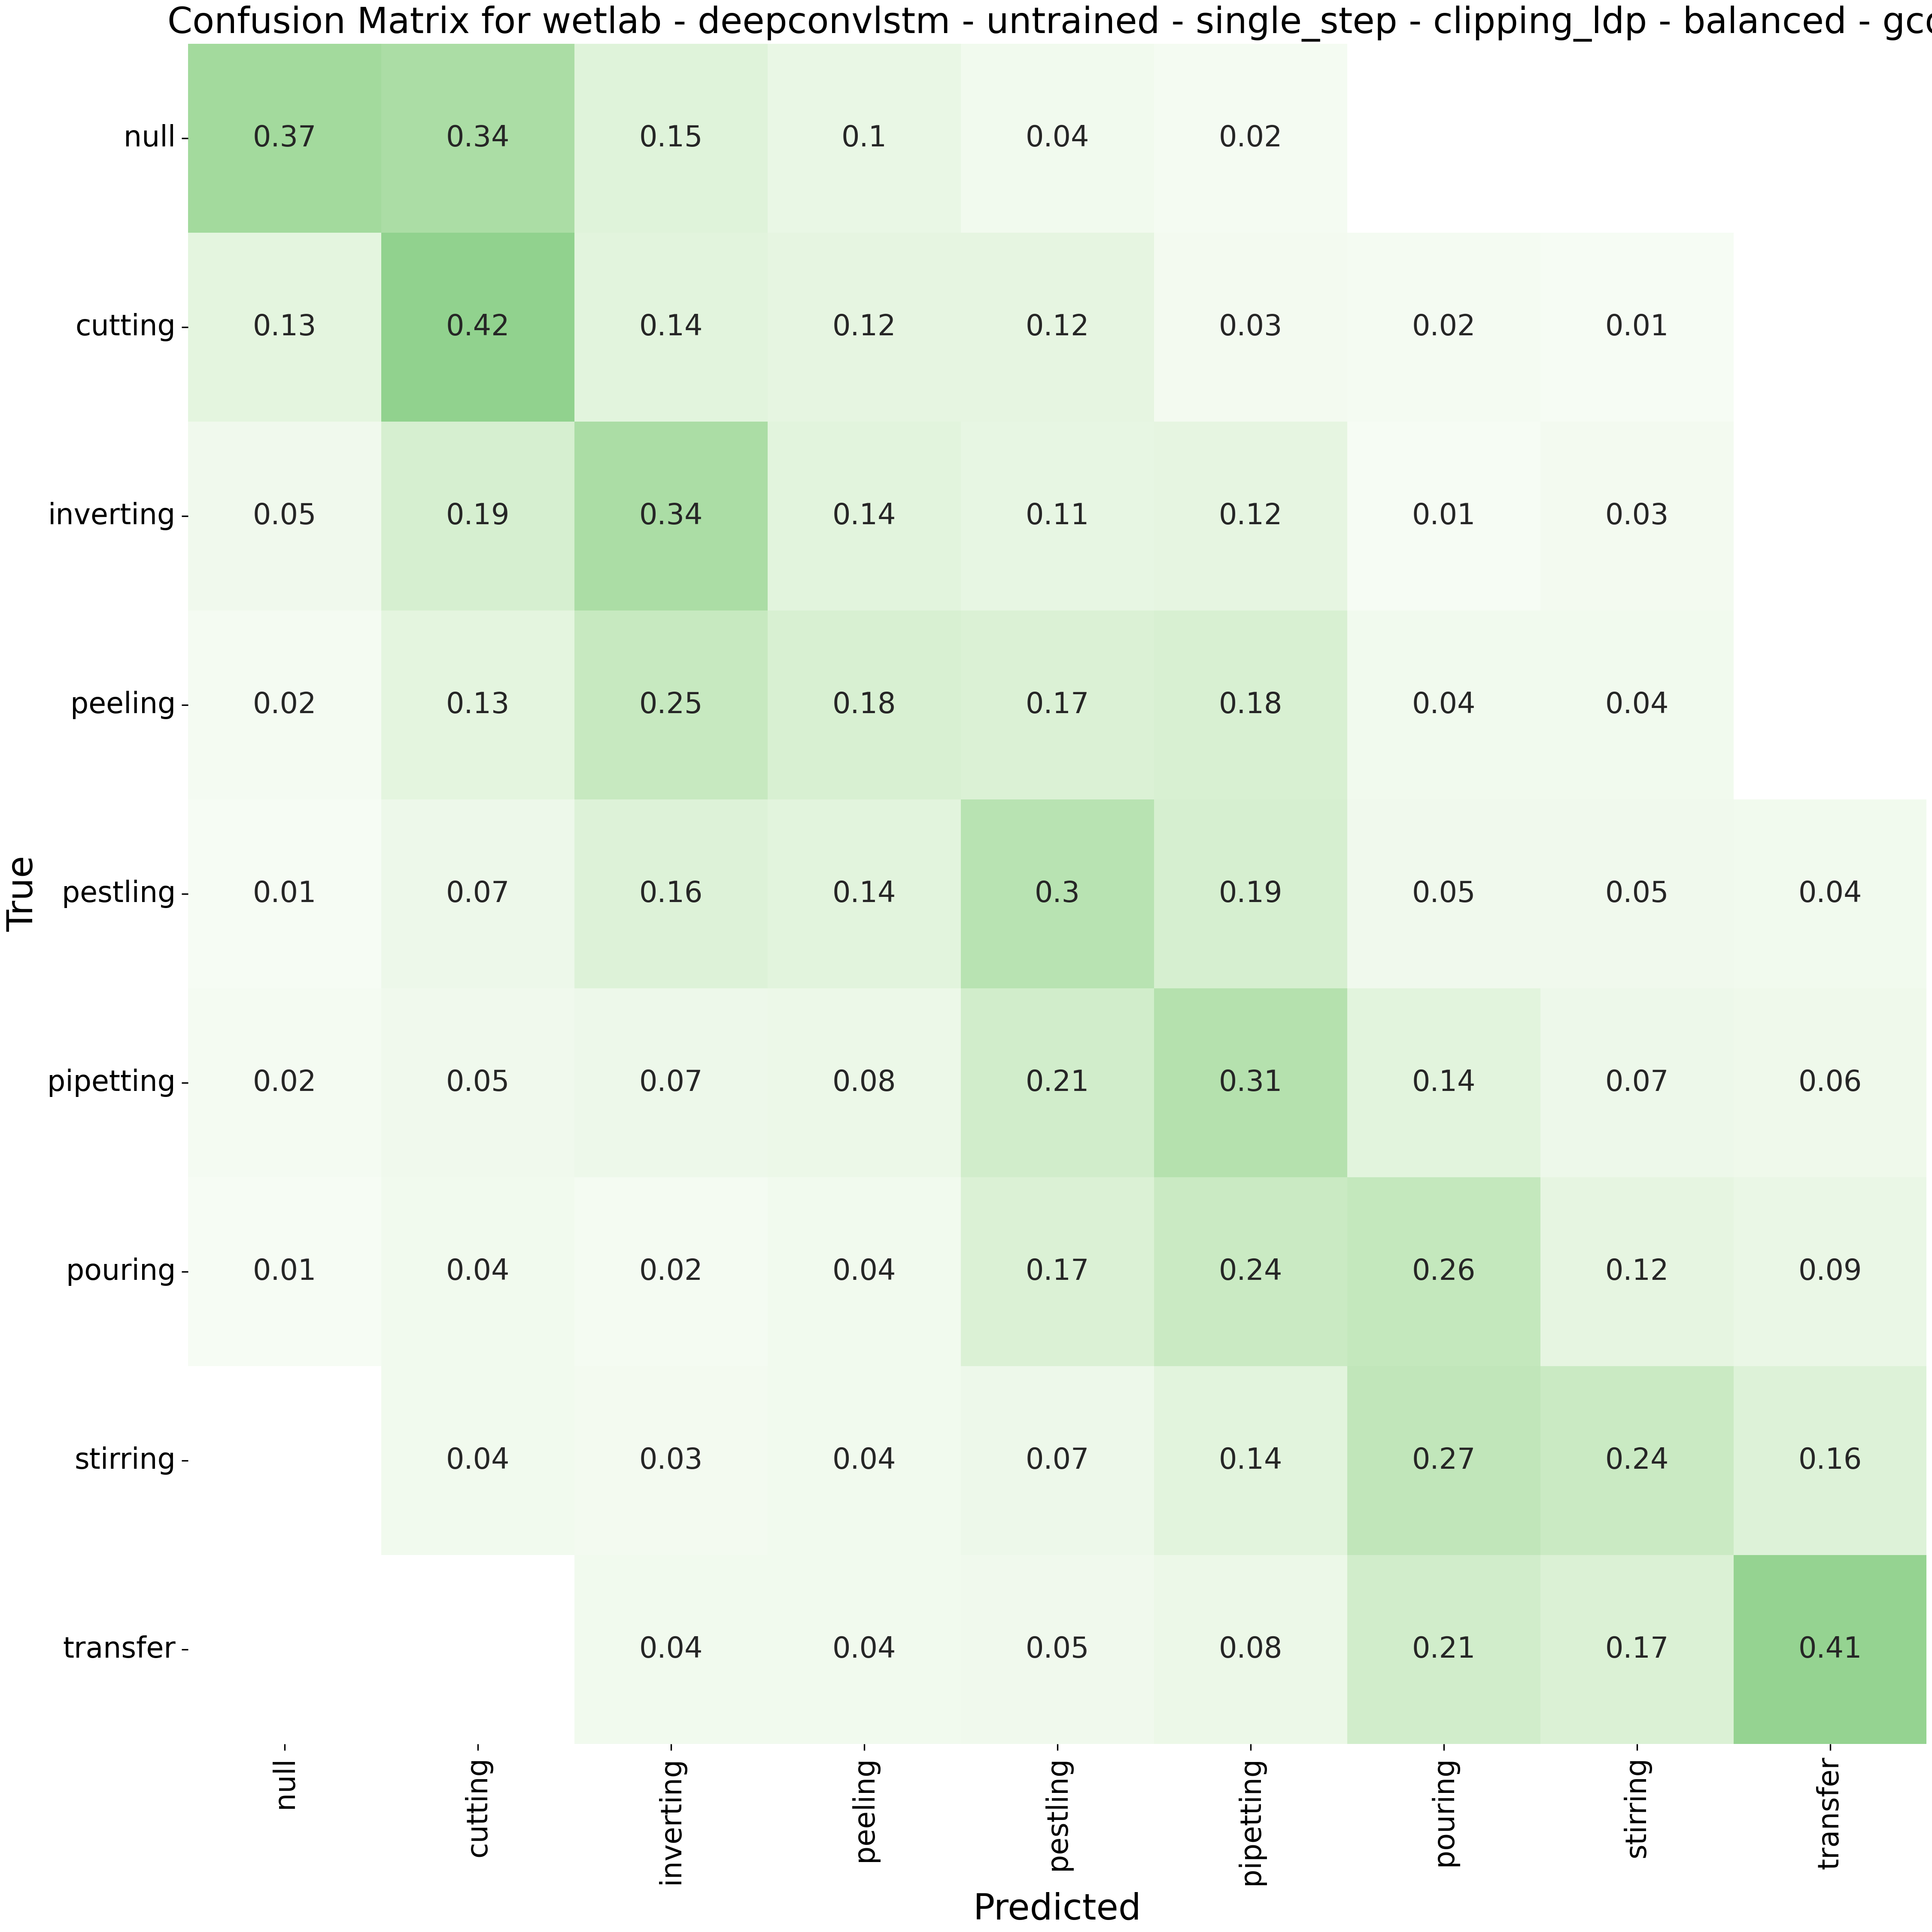 Confusion Matrix for wetlab - deepconvlstm - untrained - single_step - clipping_ldp - balanced -
null 0.37 0.34 0.15 0.1 0.04 0.02
cutting 0.13 0.42 0.14 0.12 0.12 0.03 0.02 0.01
inverting 0.05 0.19 0.34 0.14 0.11 0.12 0.01 0.03
peeling 0.02 0.13 0.25 0.18 0.17 0.18 0.04 0.04
pestling 0.01 0.07 0.16 0.14 0.3 0.19 0.05 0.05 0.04
pipetting 0.02 0.05 0.07 0.08 0.21 0.31 0.14 0.07 0.06
pouring 0.01 0.04 0.02 0.04 0.17 0.24 0.26 0.12 0.09
stirring 0.04 0.03 0.04 0.07 0.14 0.27 0.24 0.16
transfer 0.04 0.04 0.05 0.08 0.21 0.17 0.41
True
null cutting inverting peeling pestling pipetting pouring stirring transfer
Predicted